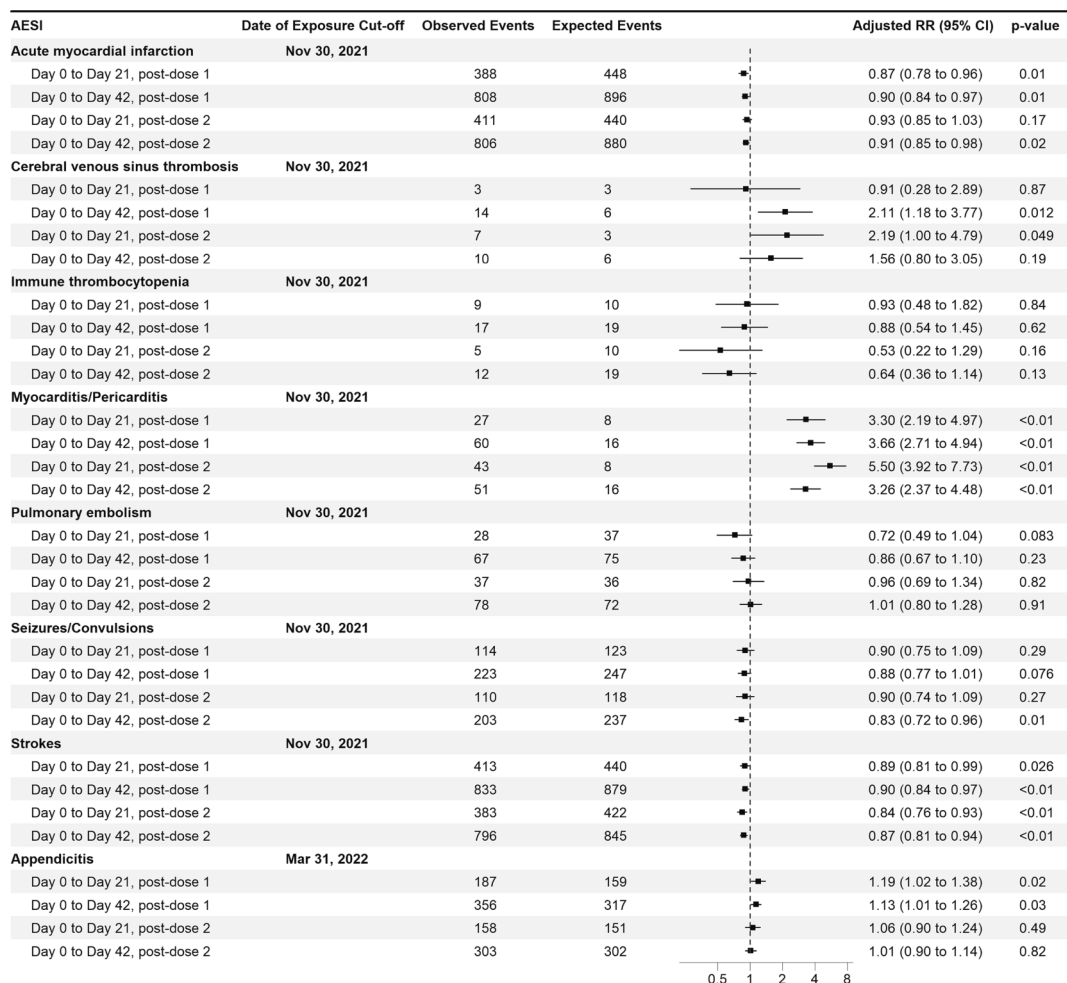 AESI Date of Exposure Cut-off Observed Events Expected Events Adjusted RR (95% CI) p-value
Acute myocardial infarction Nov 30, 2021
Day 0 to Day 21, post-dose 1 388 448 0.87 (0.78 to 0.96) 0.01
Day 0 to Day 42, post-dose 1 808 896 0.90 (0.84 to 0.97) 0.01
Day 0 to Day 21, post-dose 2 411 440 0.93 (0.85 to 1.03) 0.17
Day 0 to Day 42, post-dose 2 806 880 0.91 (0.85 to 0.98) 0.02
Cerebral venous sinus thrombosis Nov 30, 2021
Day 0 to Day 21, post-dose 1 3 3 0.91 (0.28 to 2.89) 0.87
Day 0 to Day 42, post-dose 1 14 6 2.11 (1.18 to 3.77) 0.012
Day 0 to Day 21, post-dose 2 7 3 2.19 (1.00 to 4.79) 0.049
Day 0 to Day 42, post-dose 2 10 6 1.56 (0.80 to 3.05) 0.19
Immune thrombocytopenia Nov 30, 2021
Day 0 to Day 21, post-dose 1 9 10 0.93 (0.48 to 1.82) 0.84
Day 0 to Day 42, post-dose 1 17 19 0.88 (0.54 to 1.45) 0.62
Day 0 to Day 21, post-dose 2 5 10 0.53 (0.22 to 1.29) 0.16
Day 0 to Day 42, post-dose 2 12 19 0.64 (0.36 to 1.14) 0.13
Myocarditis/Pericarditis Nov 30, 2021
Day 0 to Day 21, post-dose 1 27 8 3.30 (2.19 to 4.97) <0.01
Day 0 to Day 42, post-dose 1 60 16 3.66 (2.71 to 4.94) <0.01
Day 0 to Day 21, post-dose 2 43 8 5.50 (3.92 to 7.73) <0.01
Day 0 to Day 42, post-dose 2 51 16 3.26 (2.37 to 4.48) <0.01
Pulmonary embolism Nov 30, 2021
Day 0 to Day 21, post-dose 1 28 37 0.72 (0.49 to 1.04) 0.083
Day 0 to Day 42, post-dose 1 67 75 0.86 (0.67 to 1.10) 0.23
Day 0 to Day 21, post-dose 2 37 36 0.96 (0.69 to 1.34) 0.82
Day 0 to Day 42, post-dose 2 78 72 1.01 (0.80 to 1.28) 0.91
Seizures/Convulsions Nov 30, 2021
Day 0 to Day 21, post-dose 1 114 123 0.90 (0.75 to 1.09) 0.29
Day 0 to Day 42, post-dose 1 223 247 0.88 (0.77 to 1.01) 0.076
Day 0 to Day 21, post-dose 2 110 118 0.90 (0.74 to 1.09) 0.27
Day 0 to Day 42, post-dose 2 203 237 0.83 (0.72 to 0.96) 0.01
Strokes Nov 30, 2021
Day 0 to Day 21, post-dose 1 413 440 0.89 (0.81 to 0.99) 0.026
Day 0 to Day 42, post-dose 1 833 879 0.90 (0.84 to 0.97) <0.01
Day 0 to Day 21, post-dose 2 383 422 0.84 (0.76 to 0.93) <0.01
Day 0 to Day 42, post-dose 2 796 845 0.87 (0.81 to 0.94) <0.01
Appendicitis Mar 31, 2022
Day 0 to Day 21, post-dose 1 187 159 1.19 (1.02 to 1.38) 0.02
Day 0 to Day 42, post-dose 1 356 317 1.13 (1.01 to 1.26) 0.03
Day 0 to Day 21, post-dose 2 158 151 1.06 (0.90 to 1.24) 0.49
Day 0 to Day 42, post-dose 2 303 302 1.01 (0.90 to 1.14) 0.82
0.5 1 2 4 8